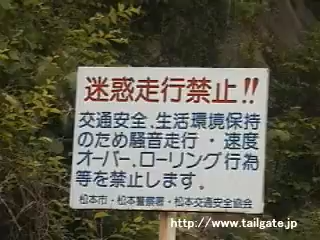 迷惑走行禁止!!
交通安全.生活環境保持
のため騒音走行・速度
オーバー.ローリング行為
等を禁止します。
松本市・松本警察署・松本交通安全協会
http://www.tailgate.jp